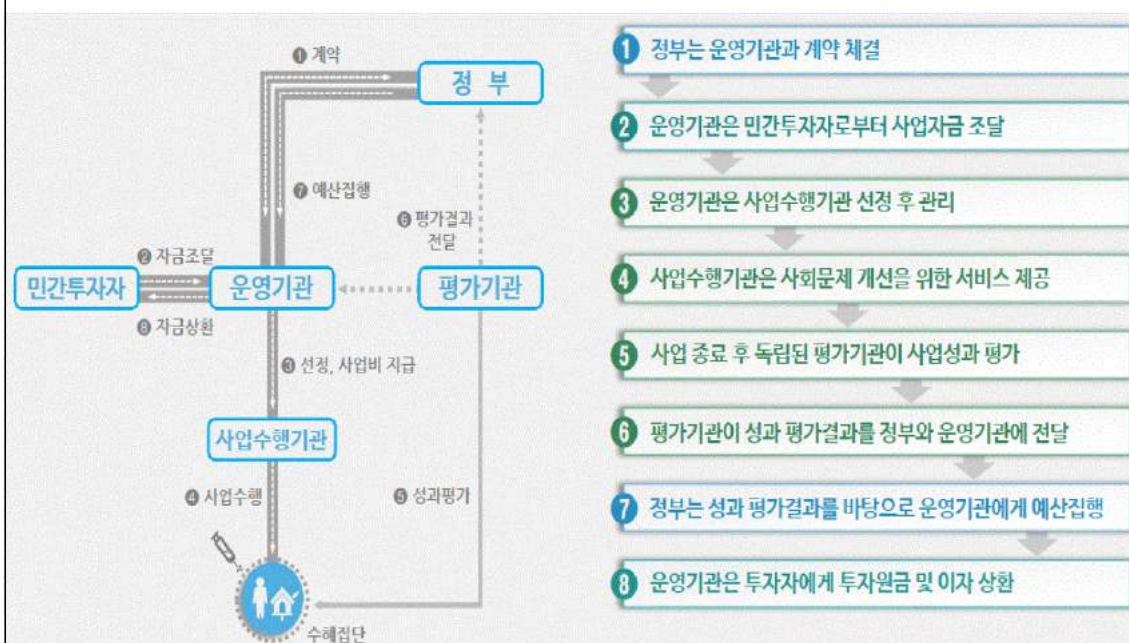 ❶ 계약
정 부
❼ 예산집행
❻ 평가결과
전달
❷ 자금조달
민간투자자
운영기관
평가기관
❽ 자금상환
❸ 선정, 사업비 지급
사업수행기관
❹ 사업수행
❺ 성과평가
수혜집단
1 정부는 운영기관과 계약 체결
2 운영기관은 민간투자자로부터 사업자금 조달
3 운영기관은 사업수행기관 선정 후 관리
4 사업수행기관은 사회문제 개선을 위한 서비스 제공
5 사업 종료 후 독립된 평가기관이 사업성과 평가
6 평가기관이 성과 평가결과를 정부와 운영기관에 전달
7 정부는 성과 평가결과를 바탕으로 운영기관에게 예산집행
8 운영기관은 투자자에게 투자원금 및 이자 상환